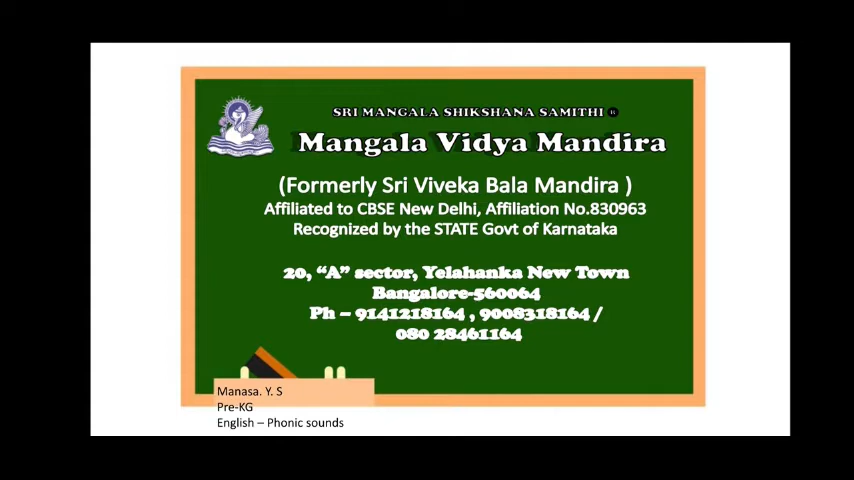 SRI MANGALA SHIKSHANA SAMITHI ®
Mangala Vidya Mandira
(Formerly Sri Viveka Bala Mandira )
Affiliated to CBSE New Delhi, Affiliation No.830963
Recognized by the STATE Govt of Karnataka
20, “A” sector, Yelahanka New Town
Bangalore-560064
Ph – 9141218164 , 9008318164 /
080 28461164
Manasa. Y. S
Pre-KG
English – Phonic sounds